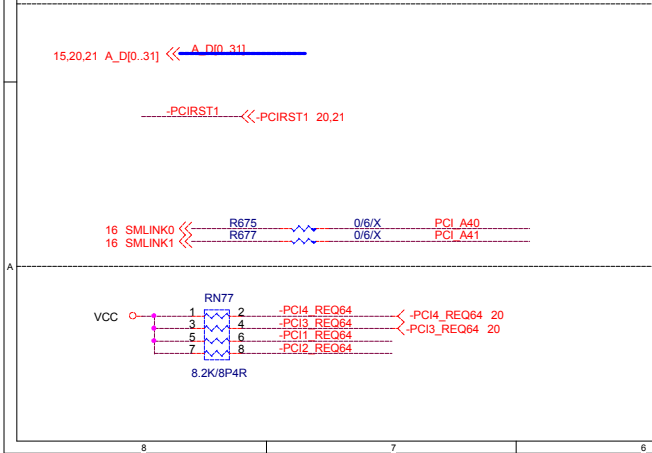 15,20,21 A_D[0..31] A_D[0..31]
-PCIRST1 -PCIRST1 20,21
16 SMLINK0 R675 0/6/X PCI_A40
16 SMLINK1 R677 0/6/X PCI_A41
A
RN77
VCC 1 2 -PCI4_REQ64 -PCI4_REQ64 20
3 4 -PCI3_REQ64 -PCI3_REQ64 20
5 6 -PCI1_REQ64
7 8 -PCI2_REQ64
8.2K/8P4R
8 7 6